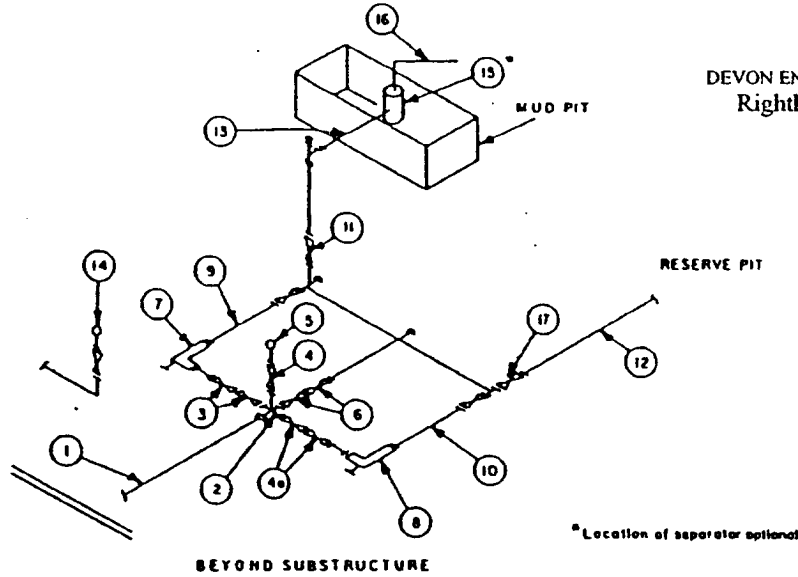 16
15 *
DEVON EN
Righth
MUD PIT
13
11
14
9
RESERVE PIT
7
5
17
4
12
3
6
1
2
4a
10
8
* Location of separator optional
BEYOND SUBSTRUCTURE